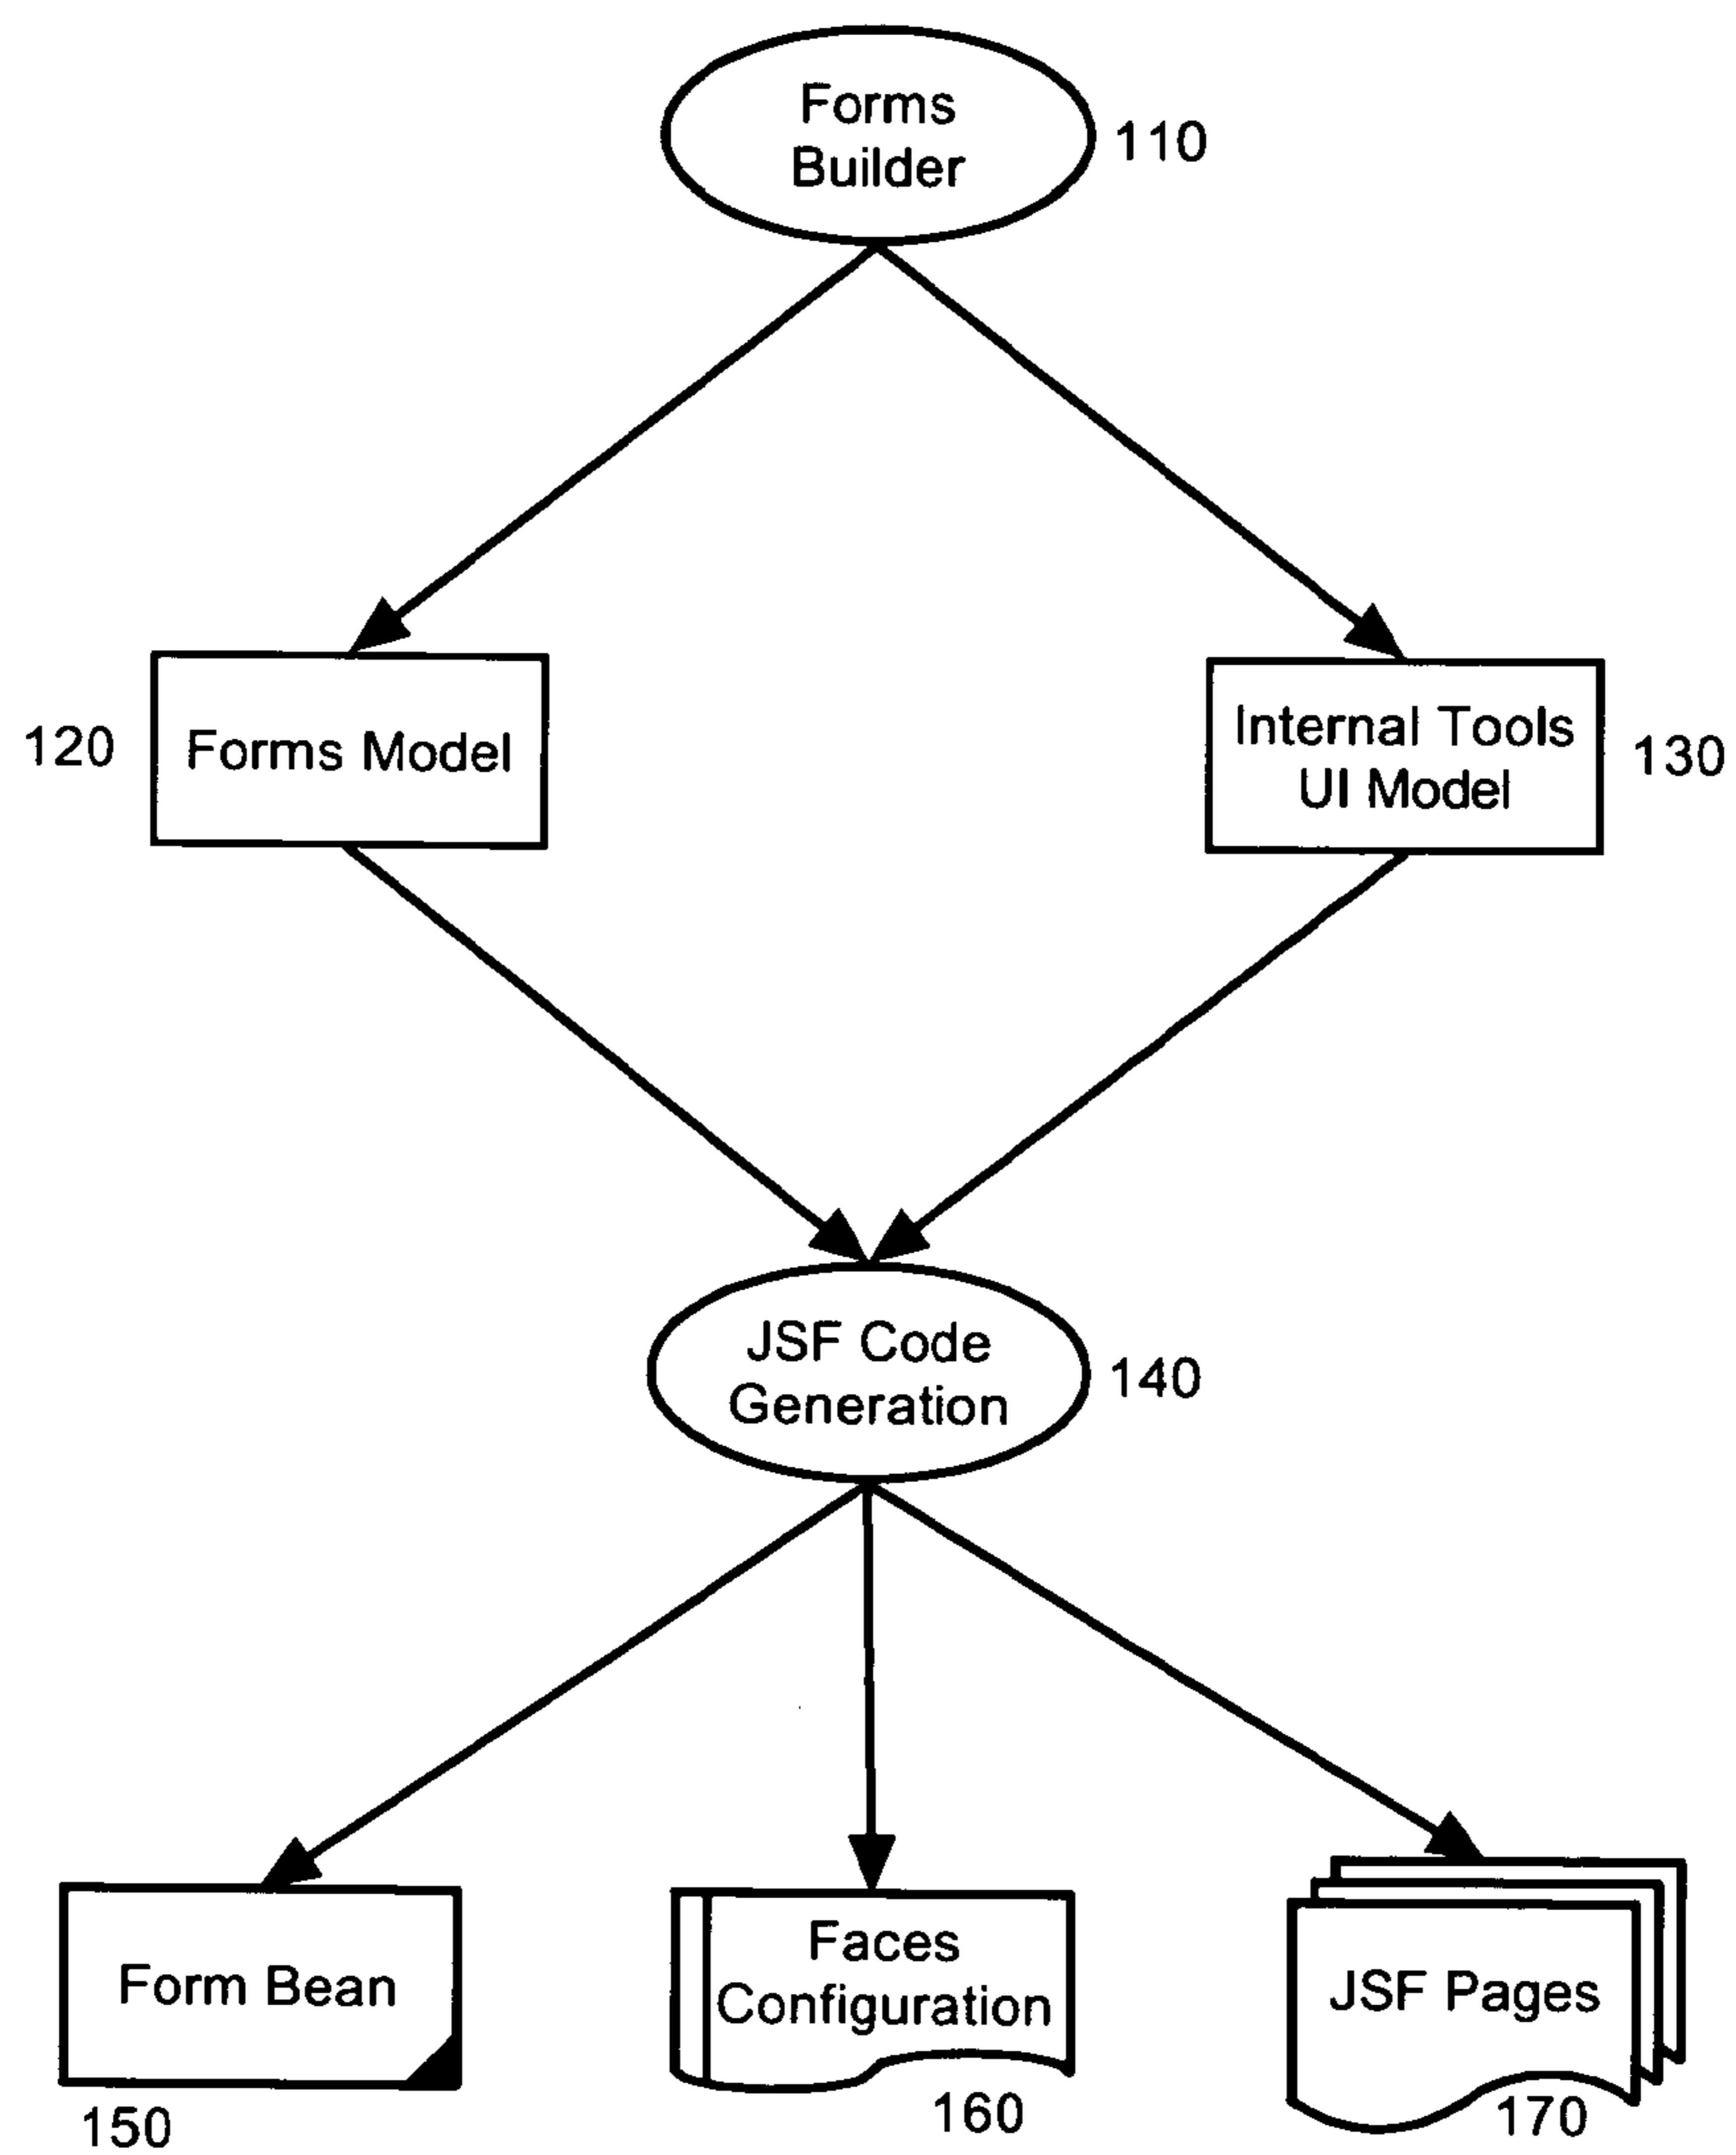 Forms
Builder
110
120
Forms Model
Internal Tools
UI Model
130
JSF Code
Generation
140
Form Bean
150
Faces
Configuration
160
JSF Pages
170